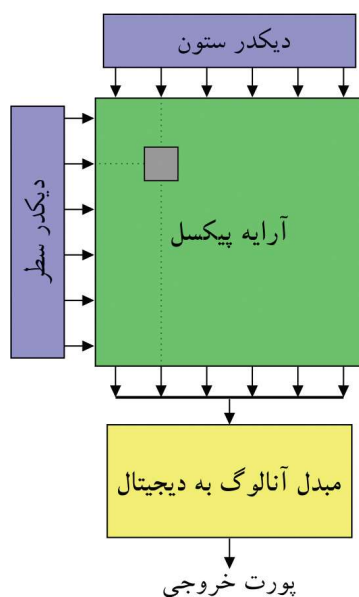 دیکدر ستون
دیکدر سطر
آرایه پیکسل
مبدل آنالوگ به دیجیتال
پورت خروجی